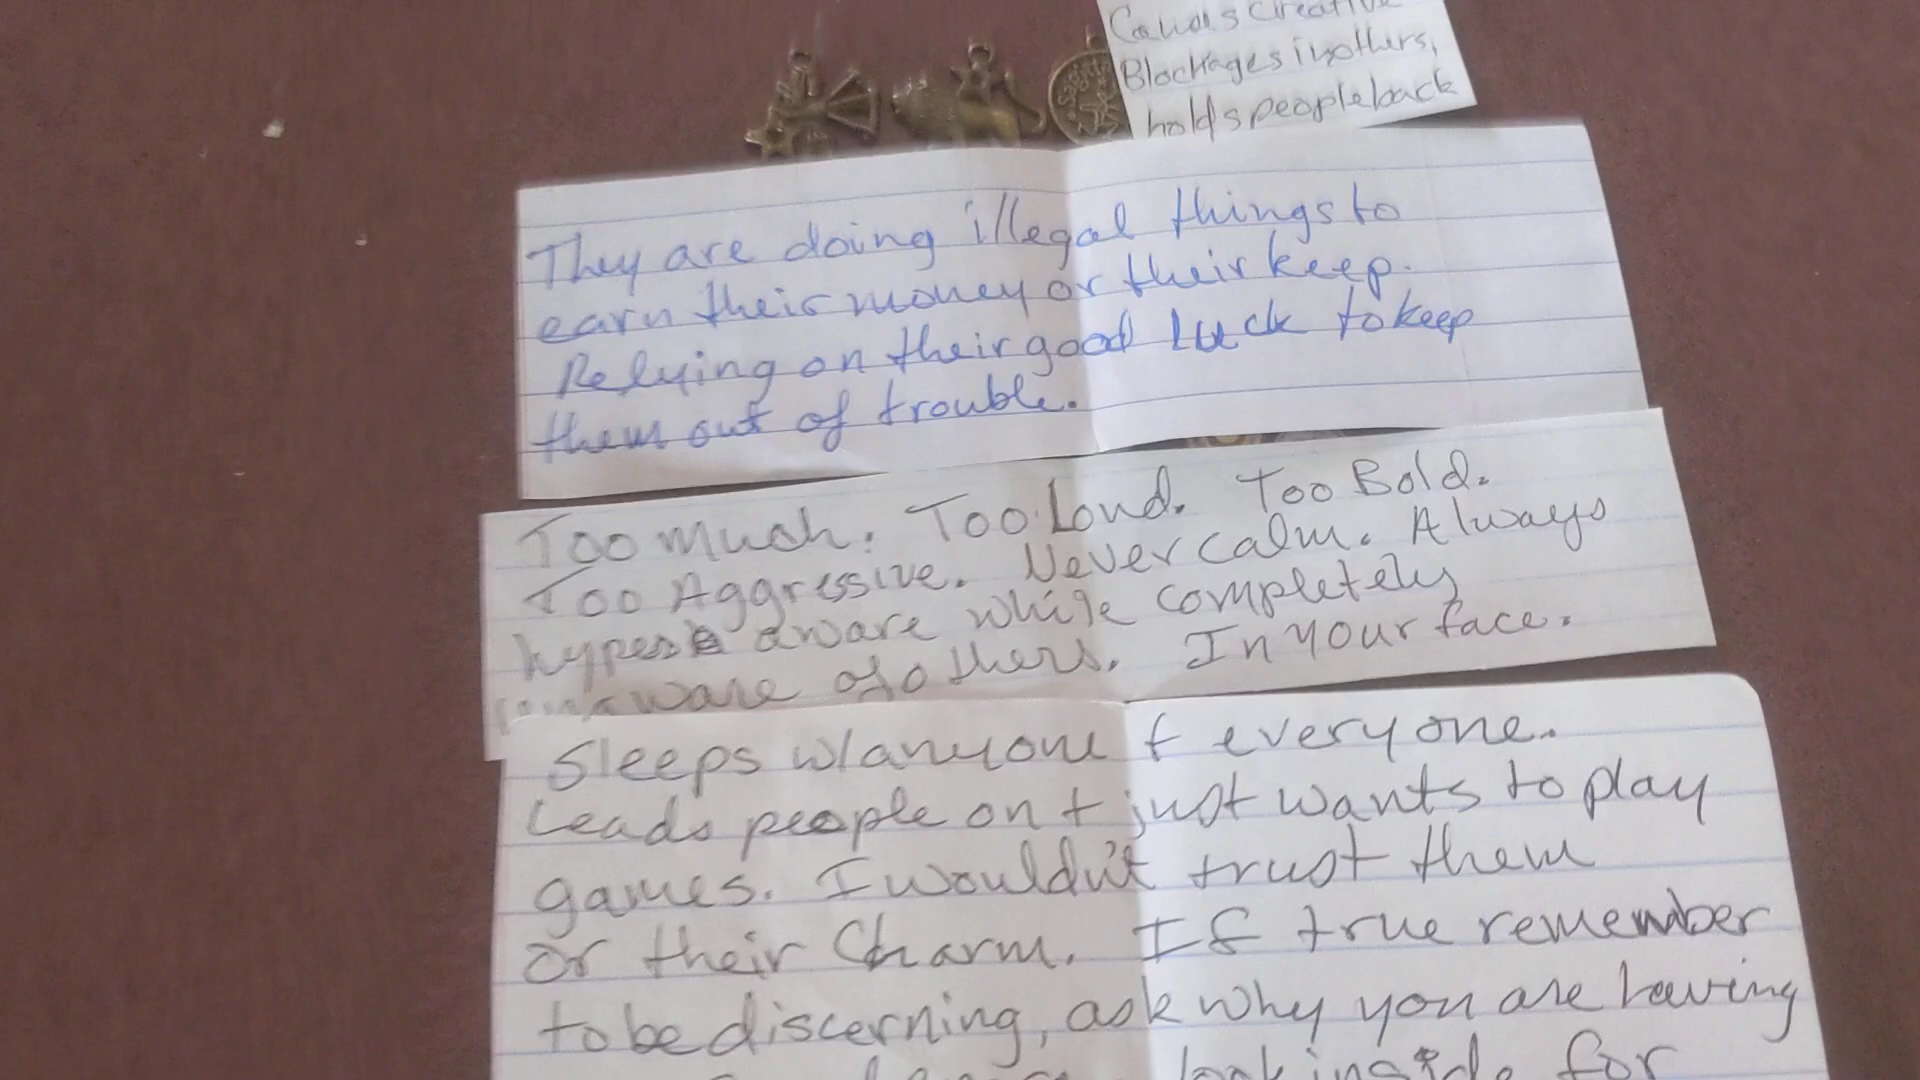 Causes Creative
Blockages in others,
holds people back
They are doing illegal things to
earn their money or their keep.
Relying on their good luck to keep
them out of trouble.
Too Much. Too Loud. Too Bold.
Too Aggressive. Never calm. Always
hyper aware while completely
unaware of others. In your face.
Sleeps w/anyone + everyone.
Leads people on + just wants to play
games. I wouldn't trust them
or their Charm. If true remember
to be discerning, ask why you are having
look inside for